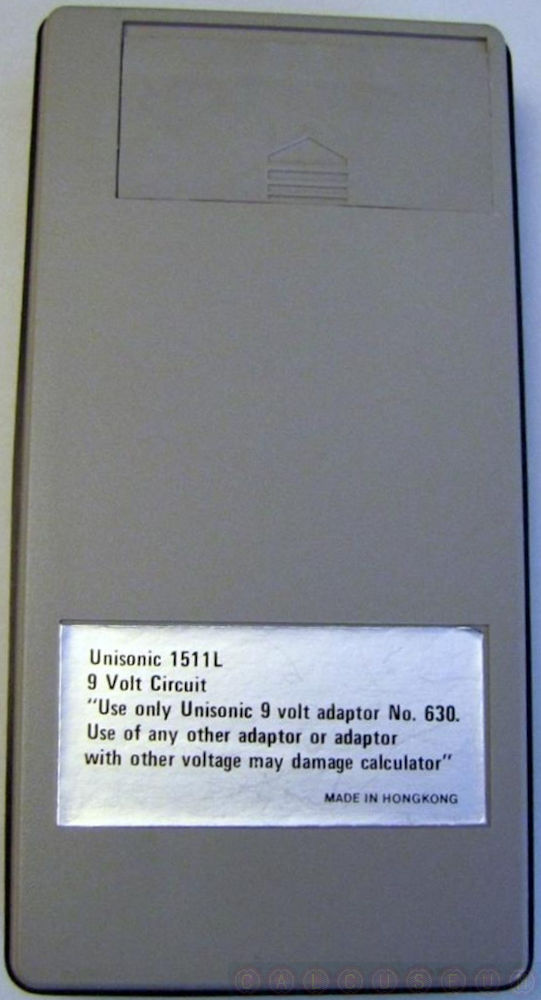 Unisonic 1511L
9 Volt Circuit
"Use only Unisonic 9 volt adaptor No. 630.
Use of any other adaptor or adaptor
with other voltage may damage calculator"
MADE IN HONGKONG
CALCUSEUM